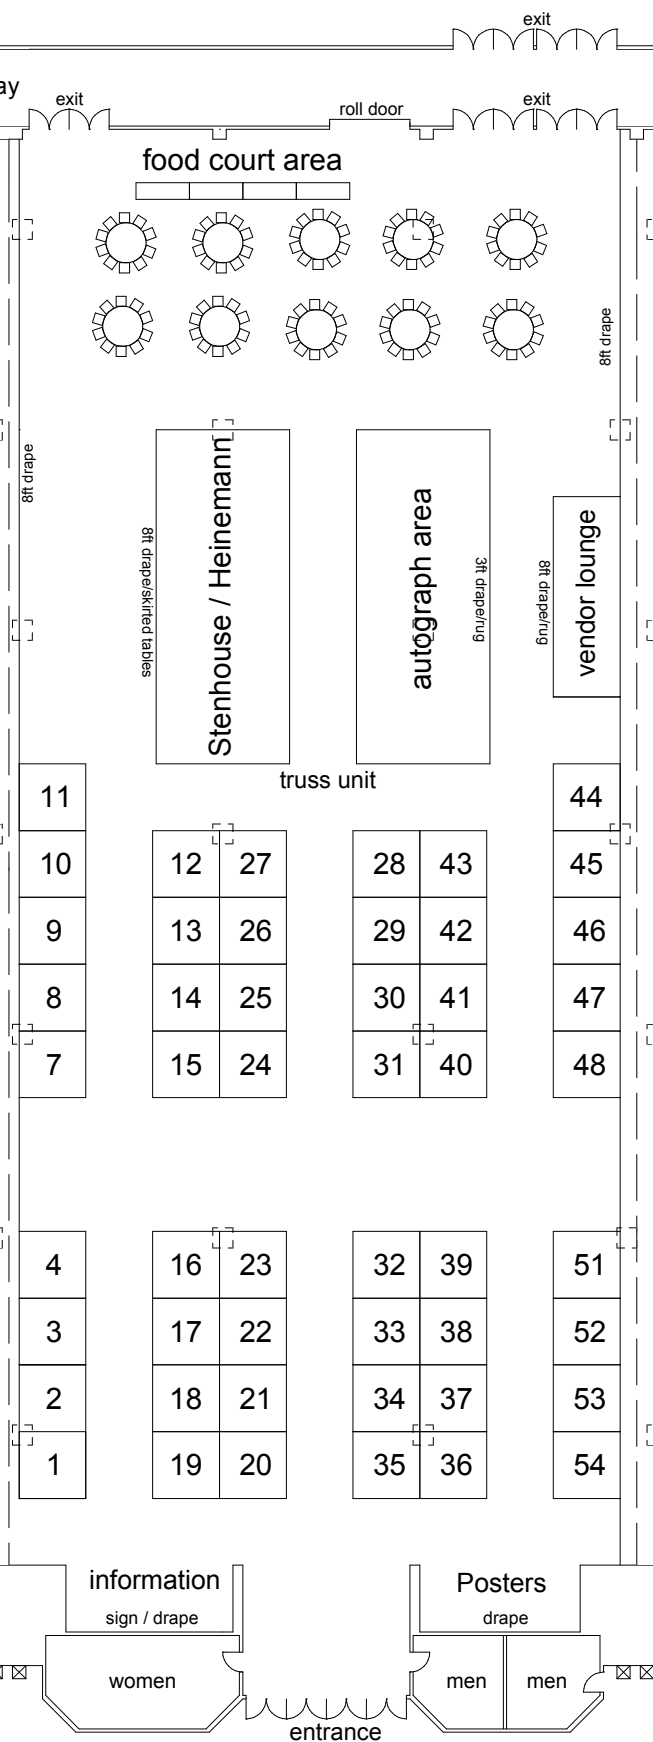 exit
ay
exit
roll door
exit
food court area
8ft drape
8ft drape
Stenhouse / Heinemann
8ft drape/skirted tables
autograph area
3ft drape/rug
8ft drape/rug
vendor lounge
truss unit
11
44
10
12
27
28
43
45
9
13
26
29
42
46
8
14
25
30
41
47
7
15
24
31
40
48
4
16
23
32
39
51
3
17
22
33
38
52
2
18
21
34
37
53
1
19
20
35
36
54
information
sign / drape
Posters
drape
women
men
men
entrance